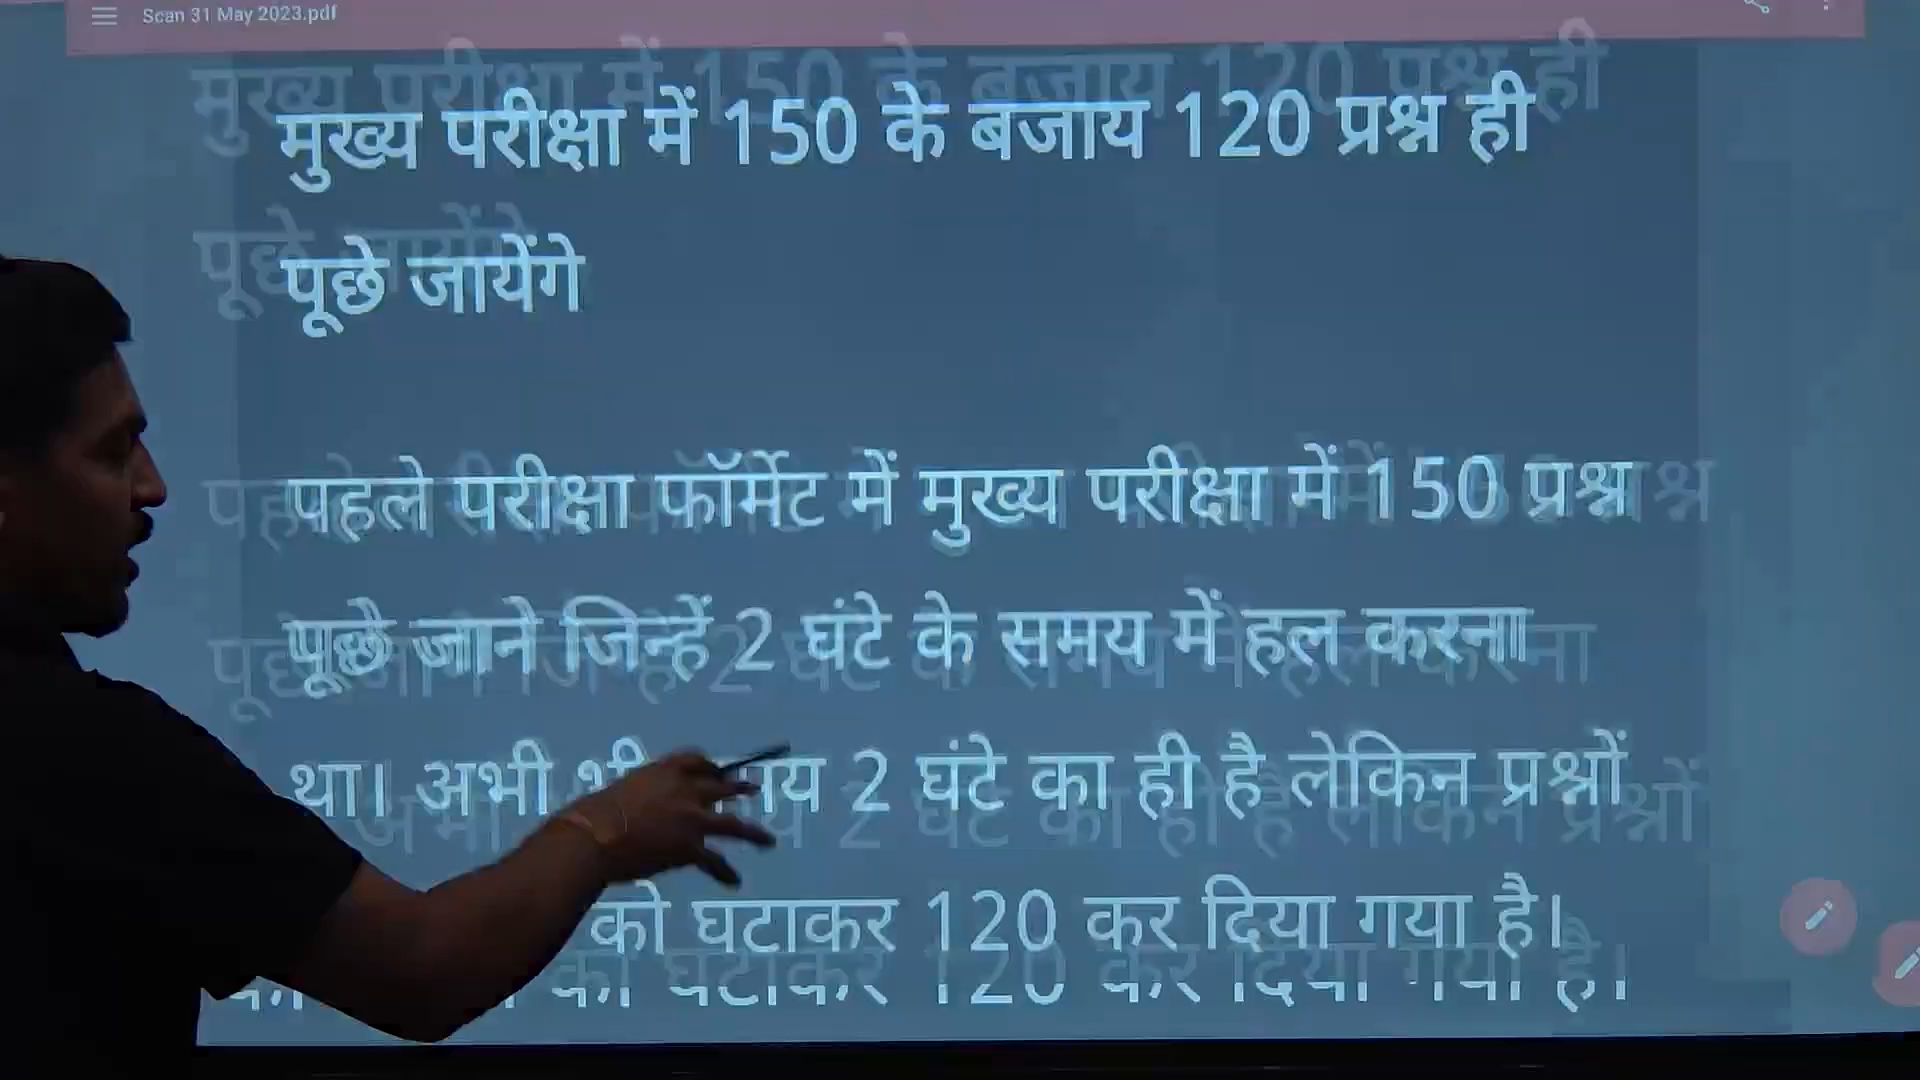 Scan 31 May 2023.pdf
मुख्य परीक्षा में 150 के बजाय 120 प्रश्न ही
पूछे जायेंगे
पहले परीक्षा फॉर्मेट में मुख्य परीक्षा में 150 प्रश्न
पूछे जाने जिन्हें 2 घंटे के समय में हल करना
था। अभी भी 2 घंटे का ही है लेकिन प्रश्नों
को घटाकर 120 कर दिया गया है।